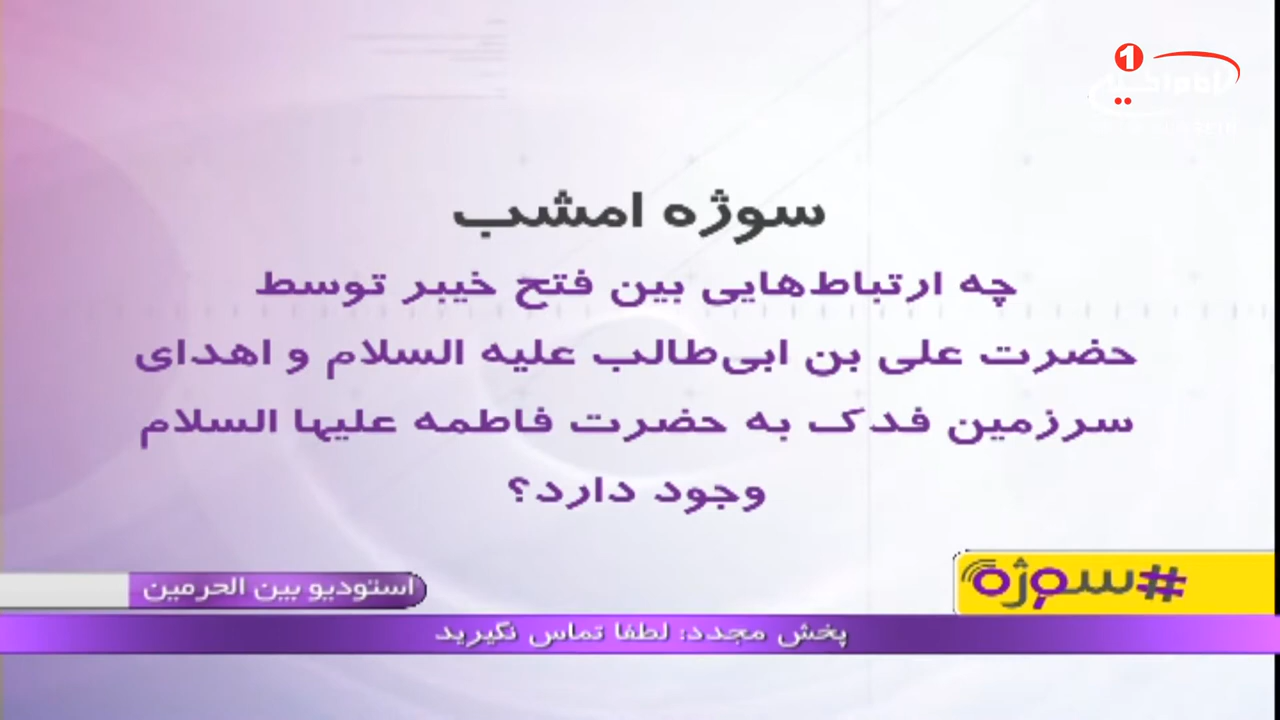 1
سوژه امشب
چه ارتباط‌هایی بین فتح خیبر توسط
حضرت علی بن ابی‌طالب علیه السلام و اهدای
سرزمین فدک به حضرت فاطمه علیها السلام
وجود دارد؟
#سوژه
استودیو بین الحرمین
پخش مجدد: لطفا تماس نگیرید